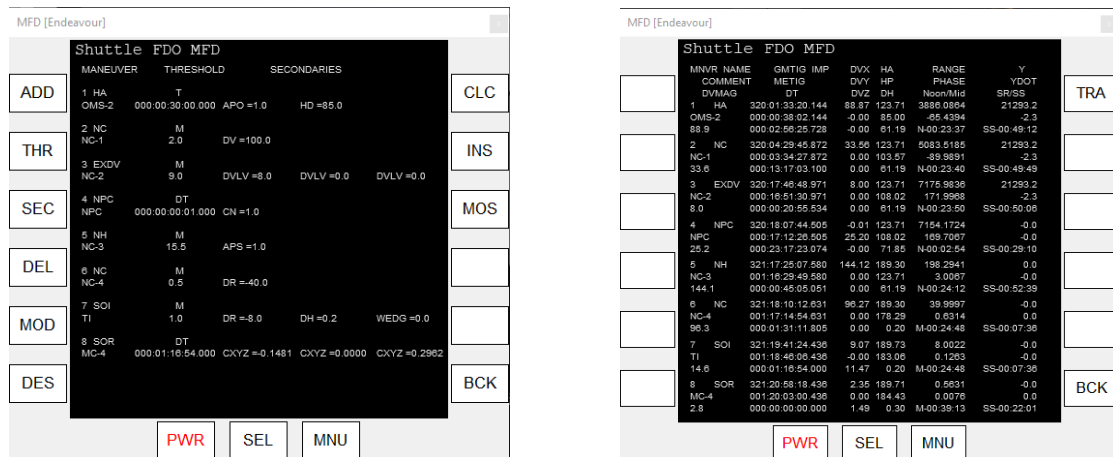 MFD [Endeavour]
Shuttle FDO MFD
MANEUVER THRESHOLD SECONDARIES
1 HA T
OMS-2 000:00:30:00.000 APO =1.0 HD =85.0
2 NC M
NC-1 2.0 DV =100.0
3 EXDV M
NC-2 9.0 DVLV =8.0 DVLV =0.0 DVLV =0.0
4 NPC DT
NPC 000:00:00:01.000 CN =1.0
5 NH M
NC-3 15.5 APS =1.0
6 NC M
NC-4 0.5 DR =-40.0
7 SOI M
TI 1.0 DR =-8.0 DH =0.2 WEDG =0.0
8 SOR DT
MC-4 000:01:16:54.000 CXYZ =-0.1481 CXYZ =0.0000 CXYZ =0.2962
ADD
THR
SEC
DEL
MOD
DES
CLC
INS
MOS
BCK
PWR SEL MNU
MFD [Endeavour]
Shuttle FDO MFD
MNVR NAME GMTIG IMP DVX HA RANGE Y
COMMENT METIG DVY HP PHASE YDOT
DVMAG DT DVZ DH Noon/Mid SR/SS
1 HA 320:01:33:20.144 88.87 123.71 3886.0864 21293.2
OMS-2 000:00:38:02.144 -0.00 85.00 -65.4394 -2.3
88.9 000:02:56:25.728 -0.00 61.19 N-00:23:37 SS-00:49:12
2 NC 320:04:29:45.872 33.56 123.71 5083.5185 21293.2
NC-1 000:03:34:27.872 0.00 103.57 -89.9891 -2.3
33.6 000:13:17:03.100 0.00 61.19 N-00:23:40 SS-00:49:49
3 EXDV 320:17:46:48.971 8.00 123.71 7175.9836 21293.2
NC-2 000:16:51:30.971 0.00 108.02 171.9968 -2.3
8.0 000:00:20:55.534 0.00 61.19 N-00:23:50 SS-00:50:06
4 NPC 320:18:07:44.505 -0.01 123.71 7154.1724 -0.0
NPC 000:17:12:26.505 25.20 108.02 169.7067 -0.0
25.2 000:23:17:23.074 -0.00 71.85 N-00:02:54 SS-00:29:10
5 NH 321:17:25:07.580 144.12 189.30 198.2941 0.0
NC-3 001:16:29:49.580 0.00 123.71 3.0067 -0.0
144.1 000:00:45:05.051 0.00 61.19 N-00:24:12 SS-00:52:39
6 NC 321:18:10:12.631 96.27 189.30 39.9997 -0.0
NC-4 001:17:14:54.631 0.00 178.29 0.6314 0.0
96.3 000:01:31:11.805 0.00 0.20 M-00:24:48 SS-00:07:36
7 SOI 321:19:41:24.436 9.07 189.73 8.0022 -0.0
TI 001:18:46:06.436 -0.00 183.06 0.1263 -0.0
14.6 000:01:16:54.000 11.47 0.20 M-00:24:48 SS-00:07:36
8 SOR 321:20:58:18.436 2.35 189.71 0.5631 -0.0
MC-4 001:20:03:00.436 0.00 184.43 0.0076 0.0
2.8 000:00:00:00.000 1.49 0.30 M-00:39:13 SS-00:22:01
TRA
BCK
PWR SEL MNU